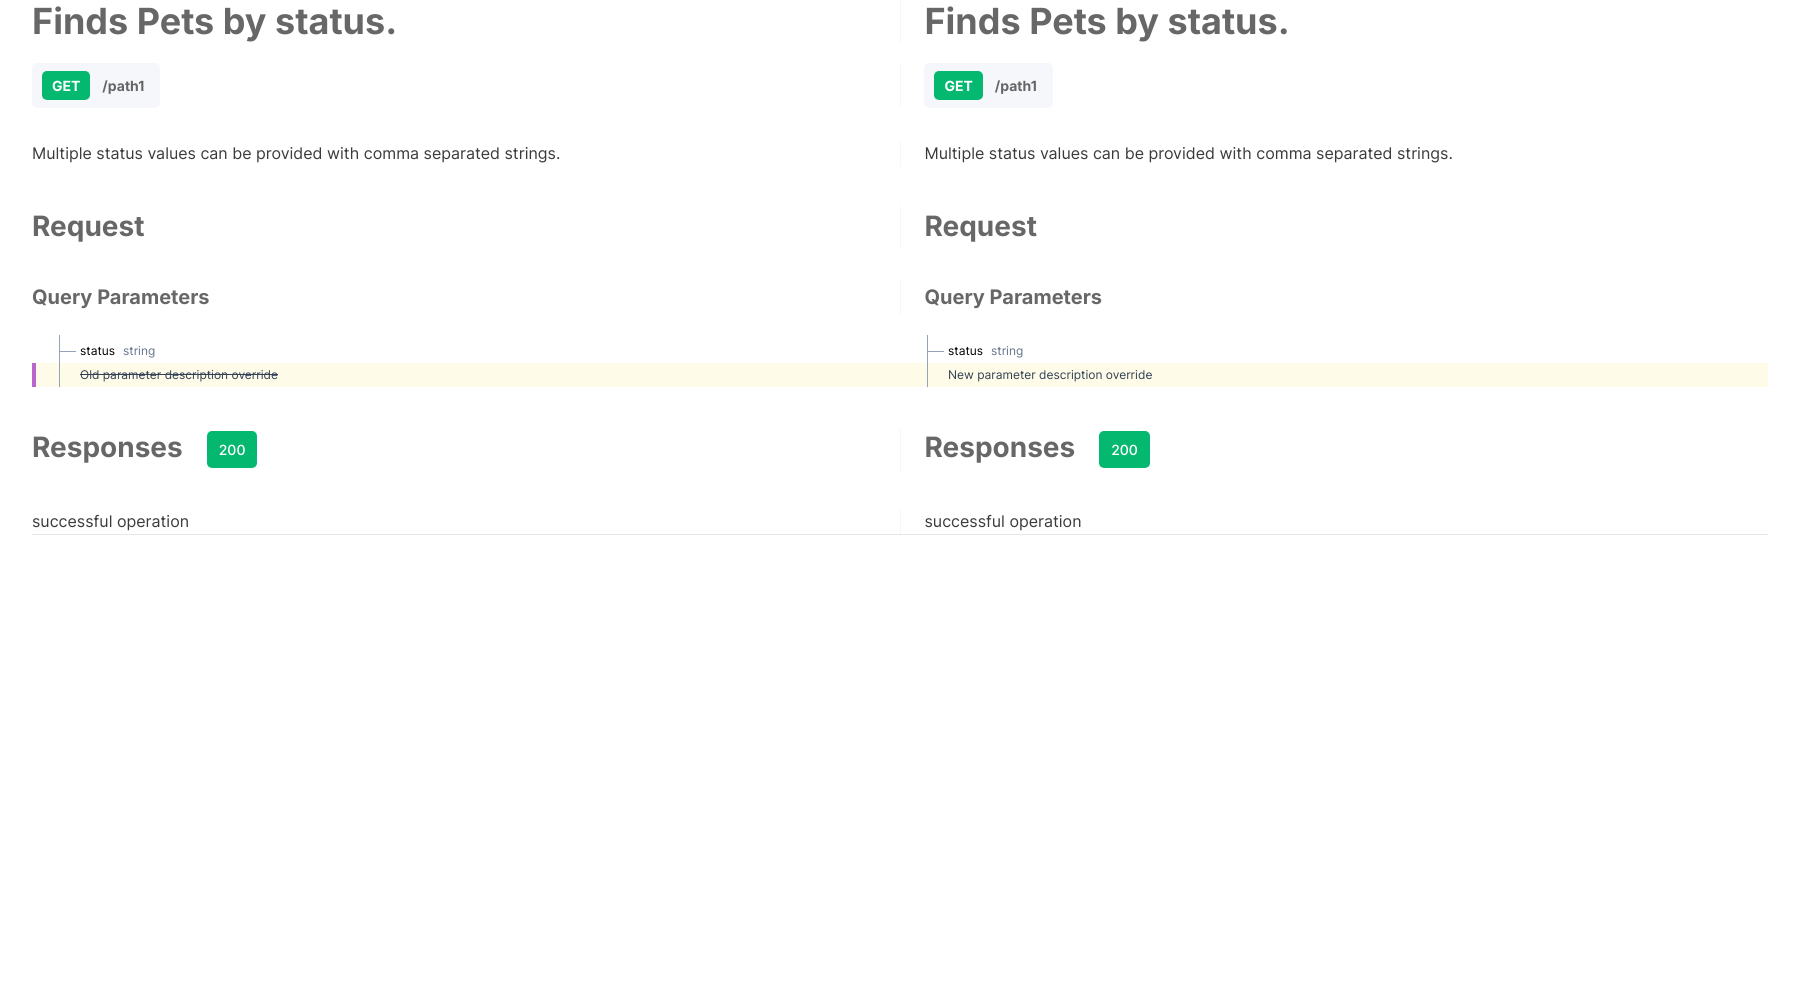 Finds Pets by status.
Finds Pets by status.
GET /path1
GET /path1
Multiple status values can be provided with comma separated strings.
Multiple status values can be provided with comma separated strings.
Request
Request
Query Parameters
Query Parameters
status string
status string
Old parameter description override
New parameter description override
Responses 200
Responses 200
successful operation
successful operation